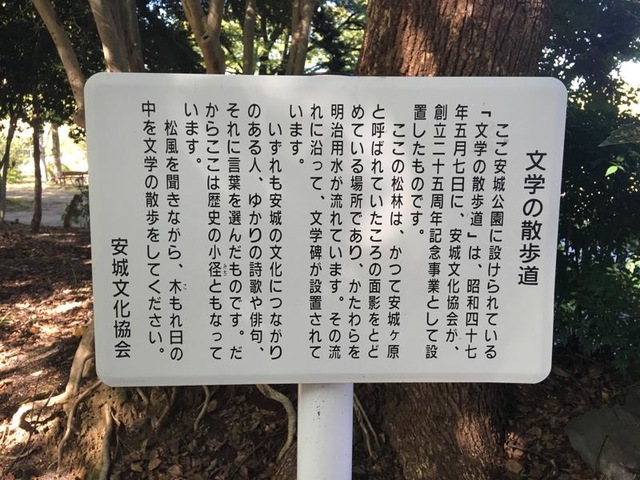 文学の散歩道
ここ安城公園に設けられている
「文学の散歩道」は、昭和四十七
年五月七日に、安城文化協会が、
創立二十五周年記念事業として設
置したものです。
ここの松林は、かつて安城ヶ原
と呼ばれていたころの面影をとど
めている場所であり、かたわらを
明治用水が流れています。その流
れに沿って、文学碑が設置されて
います。
いずれも安城の文化につながり
のある人、ゆかりの詩歌や俳句、
それに言葉を選んだものです。だ
からここは歴史の小径ともなって
います。
松風を聞きながら、木もれ日の
中を文学の散歩をしてください。
安城文化協会